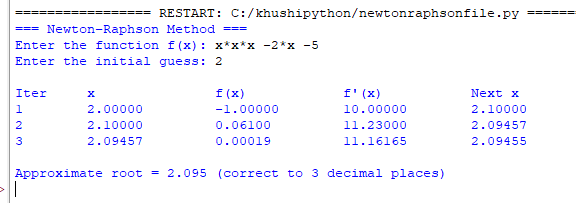 ================= RESTART: C:/khushipython/newtonraphsonfile.py ======
=== Newton-Raphson Method ===
Enter the function f(x): x*x*x -2*x -5
Enter the initial guess: 2
Iter x f(x) f'(x) Next x
1 2.00000 -1.00000 10.00000 2.10000
2 2.10000 0.06100 11.23000 2.09457
3 2.09457 0.00019 11.16165 2.09455
Approximate root = 2.095 (correct to 3 decimal places)
>